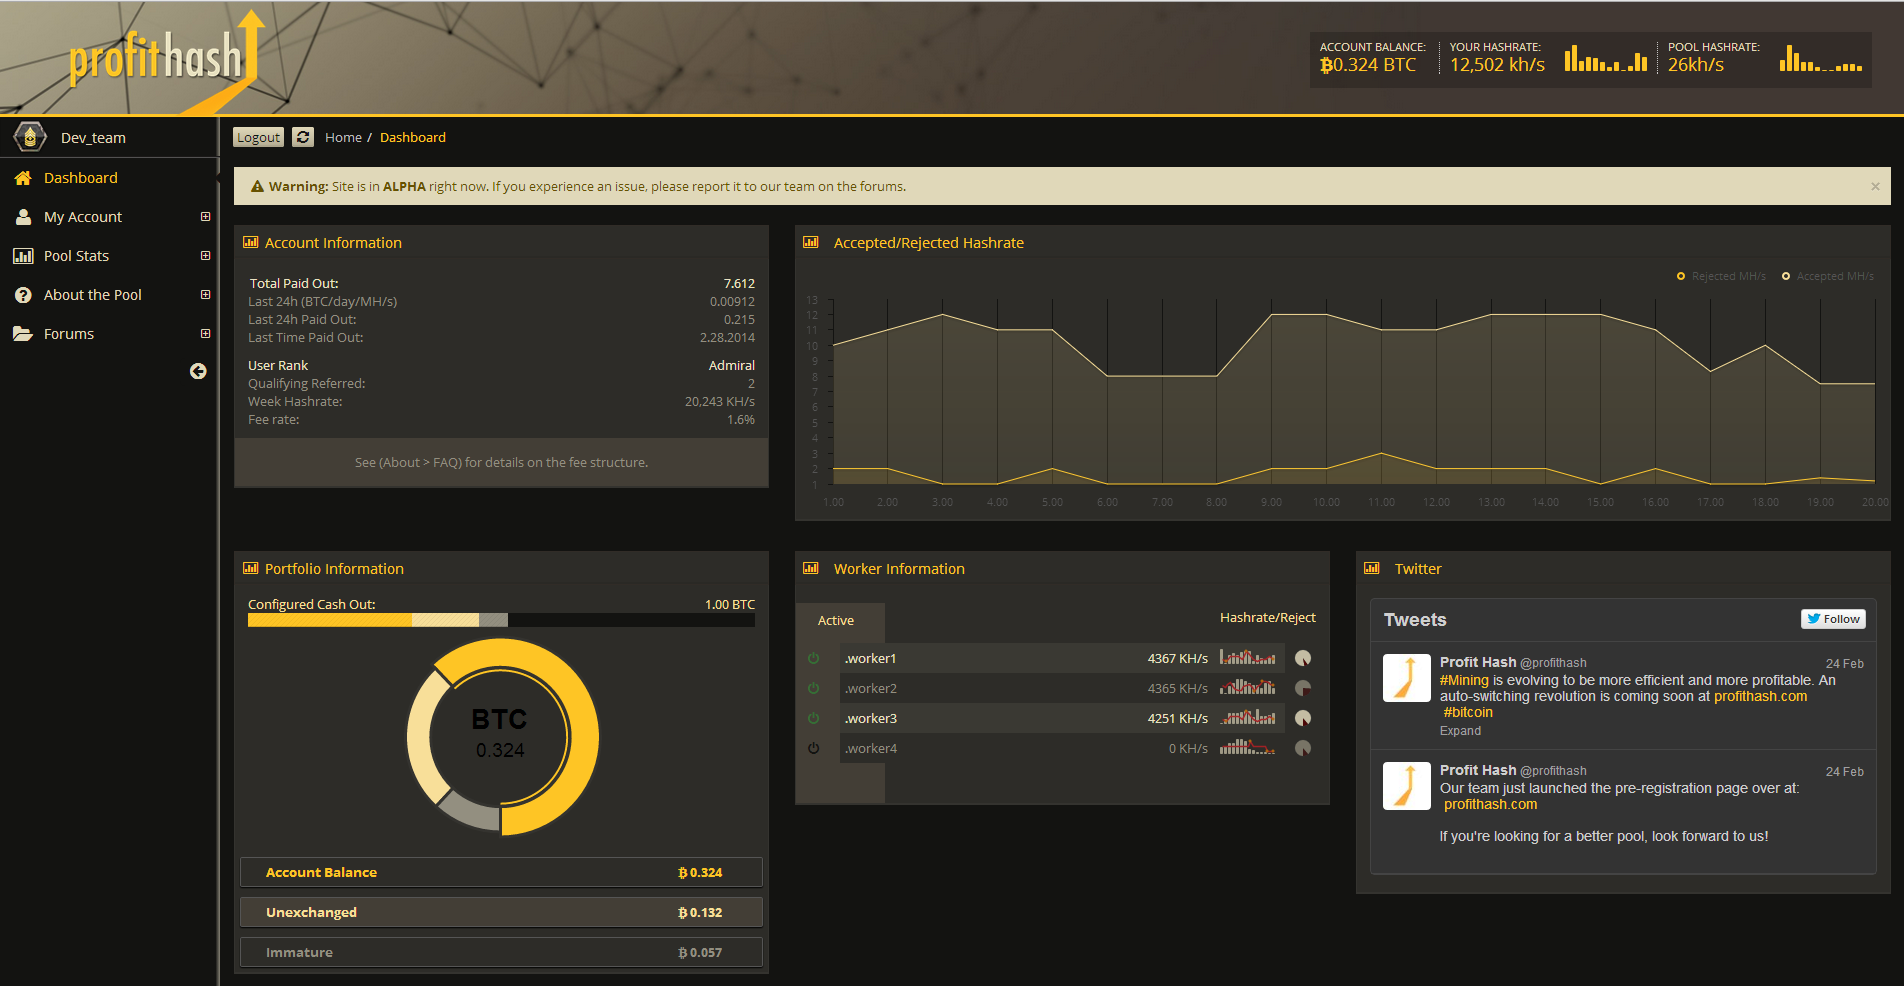 profithash
ACCOUNT BALANCE:
₿0.324 BTC
YOUR HASHRATE:
12,502 kh/s
POOL HASHRATE:
26kh/s
Dev_team
Dashboard
My Account
Pool Stats
About the Pool
Forums
Logout
Home / Dashboard
Warning: Site is in ALPHA right now. If you experience an issue, please report it to our team on the forums.
×
Account Information
Total Paid Out: 7.612
Last 24h (BTC/day/MH/s) 0.00912
Last 24h Paid Out: 0.215
Last Time Paid Out: 2.28.2014
User Rank Admiral
Qualifying Referred: 2
Week Hashrate: 20,243 KH/s
Fee rate: 1.6%
See (About > FAQ) for details on the fee structure.
Accepted/Rejected Hashrate
Rejected MH/s Accepted MH/s
13
12
11
10
9
8
7
6
5
4
3
2
1
1.00 2.00 3.00 4.00 5.00 6.00 7.00 8.00 9.00 10.00 11.00 12.00 13.00 14.00 15.00 16.00 17.00 18.00 19.00 20.00
Portfolio Information
Configured Cash Out: 1.00 BTC
BTC
0.324
Account Balance ₿ 0.324
Unexchanged ₿ 0.132
Immature ₿ 0.057
Worker Information
Active Hashrate/Reject
.worker1 4367 KH/s
.worker2 4365 KH/s
.worker3 4251 KH/s
.worker4 0 KH/s
Twitter
Tweets Follow
Profit Hash @profithash 24 Feb
#Mining is evolving to be more efficient and more profitable. An
auto-switching revolution is coming soon at profithash.com
#bitcoin
Expand
Profit Hash @profithash 24 Feb
Our team just launched the pre-registration page over at:
profithash.com
If you're looking for a better pool, look forward to us!